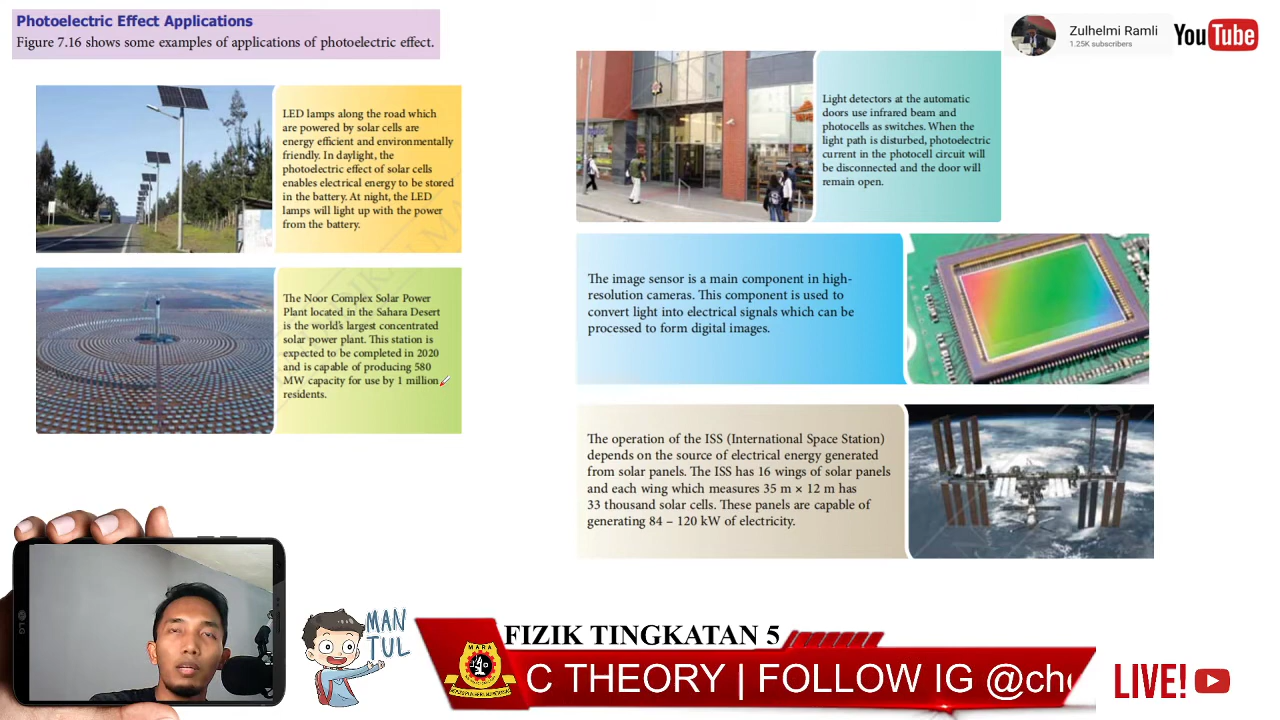 Photoelectric Effect Applications
Figure 7.16 shows some examples of applications of photoelectric effect.
LED lamps along the road which
are powered by solar cells are
energy efficient and environmentally
friendly. In daylight, the
photoelectric effect of solar cells
enables electrical energy to be stored
in the battery. At night, the LED
lamps will light up with the power
from the battery.
The Noor Complex Solar Power
Plant located in the Sahara Desert
is the world's largest concentrated
solar power plant. This station is
expected to be completed in 2020
and is capable of producing 580
MW capacity for use by 1 million
residents.
Light detectors at the automatic
doors use infrared beam and
photocells as switches. When the
light path is disturbed, photoelectric
current in the photocell circuit will
be disconnected and the door will
remain open.
The image sensor is a main component in high-
resolution cameras. This component is used to
convert light into electrical signals which can be
processed to form digital images.
The operation of the ISS (International Space Station)
depends on the source of electrical energy generated
from solar panels. The ISS has 16 wings of solar panels
and each wing which measures 35 m × 12 m has
33 thousand solar cells. These panels are capable of
generating 84 – 120 kW of electricity.
Zulhelmi Ramli
1.25K subscribers
YouTube
LG
MAN
TUL
FIZIK TINGKATAN 5
MARA
C THEORY | FOLLOW IG @ch
LIVE!